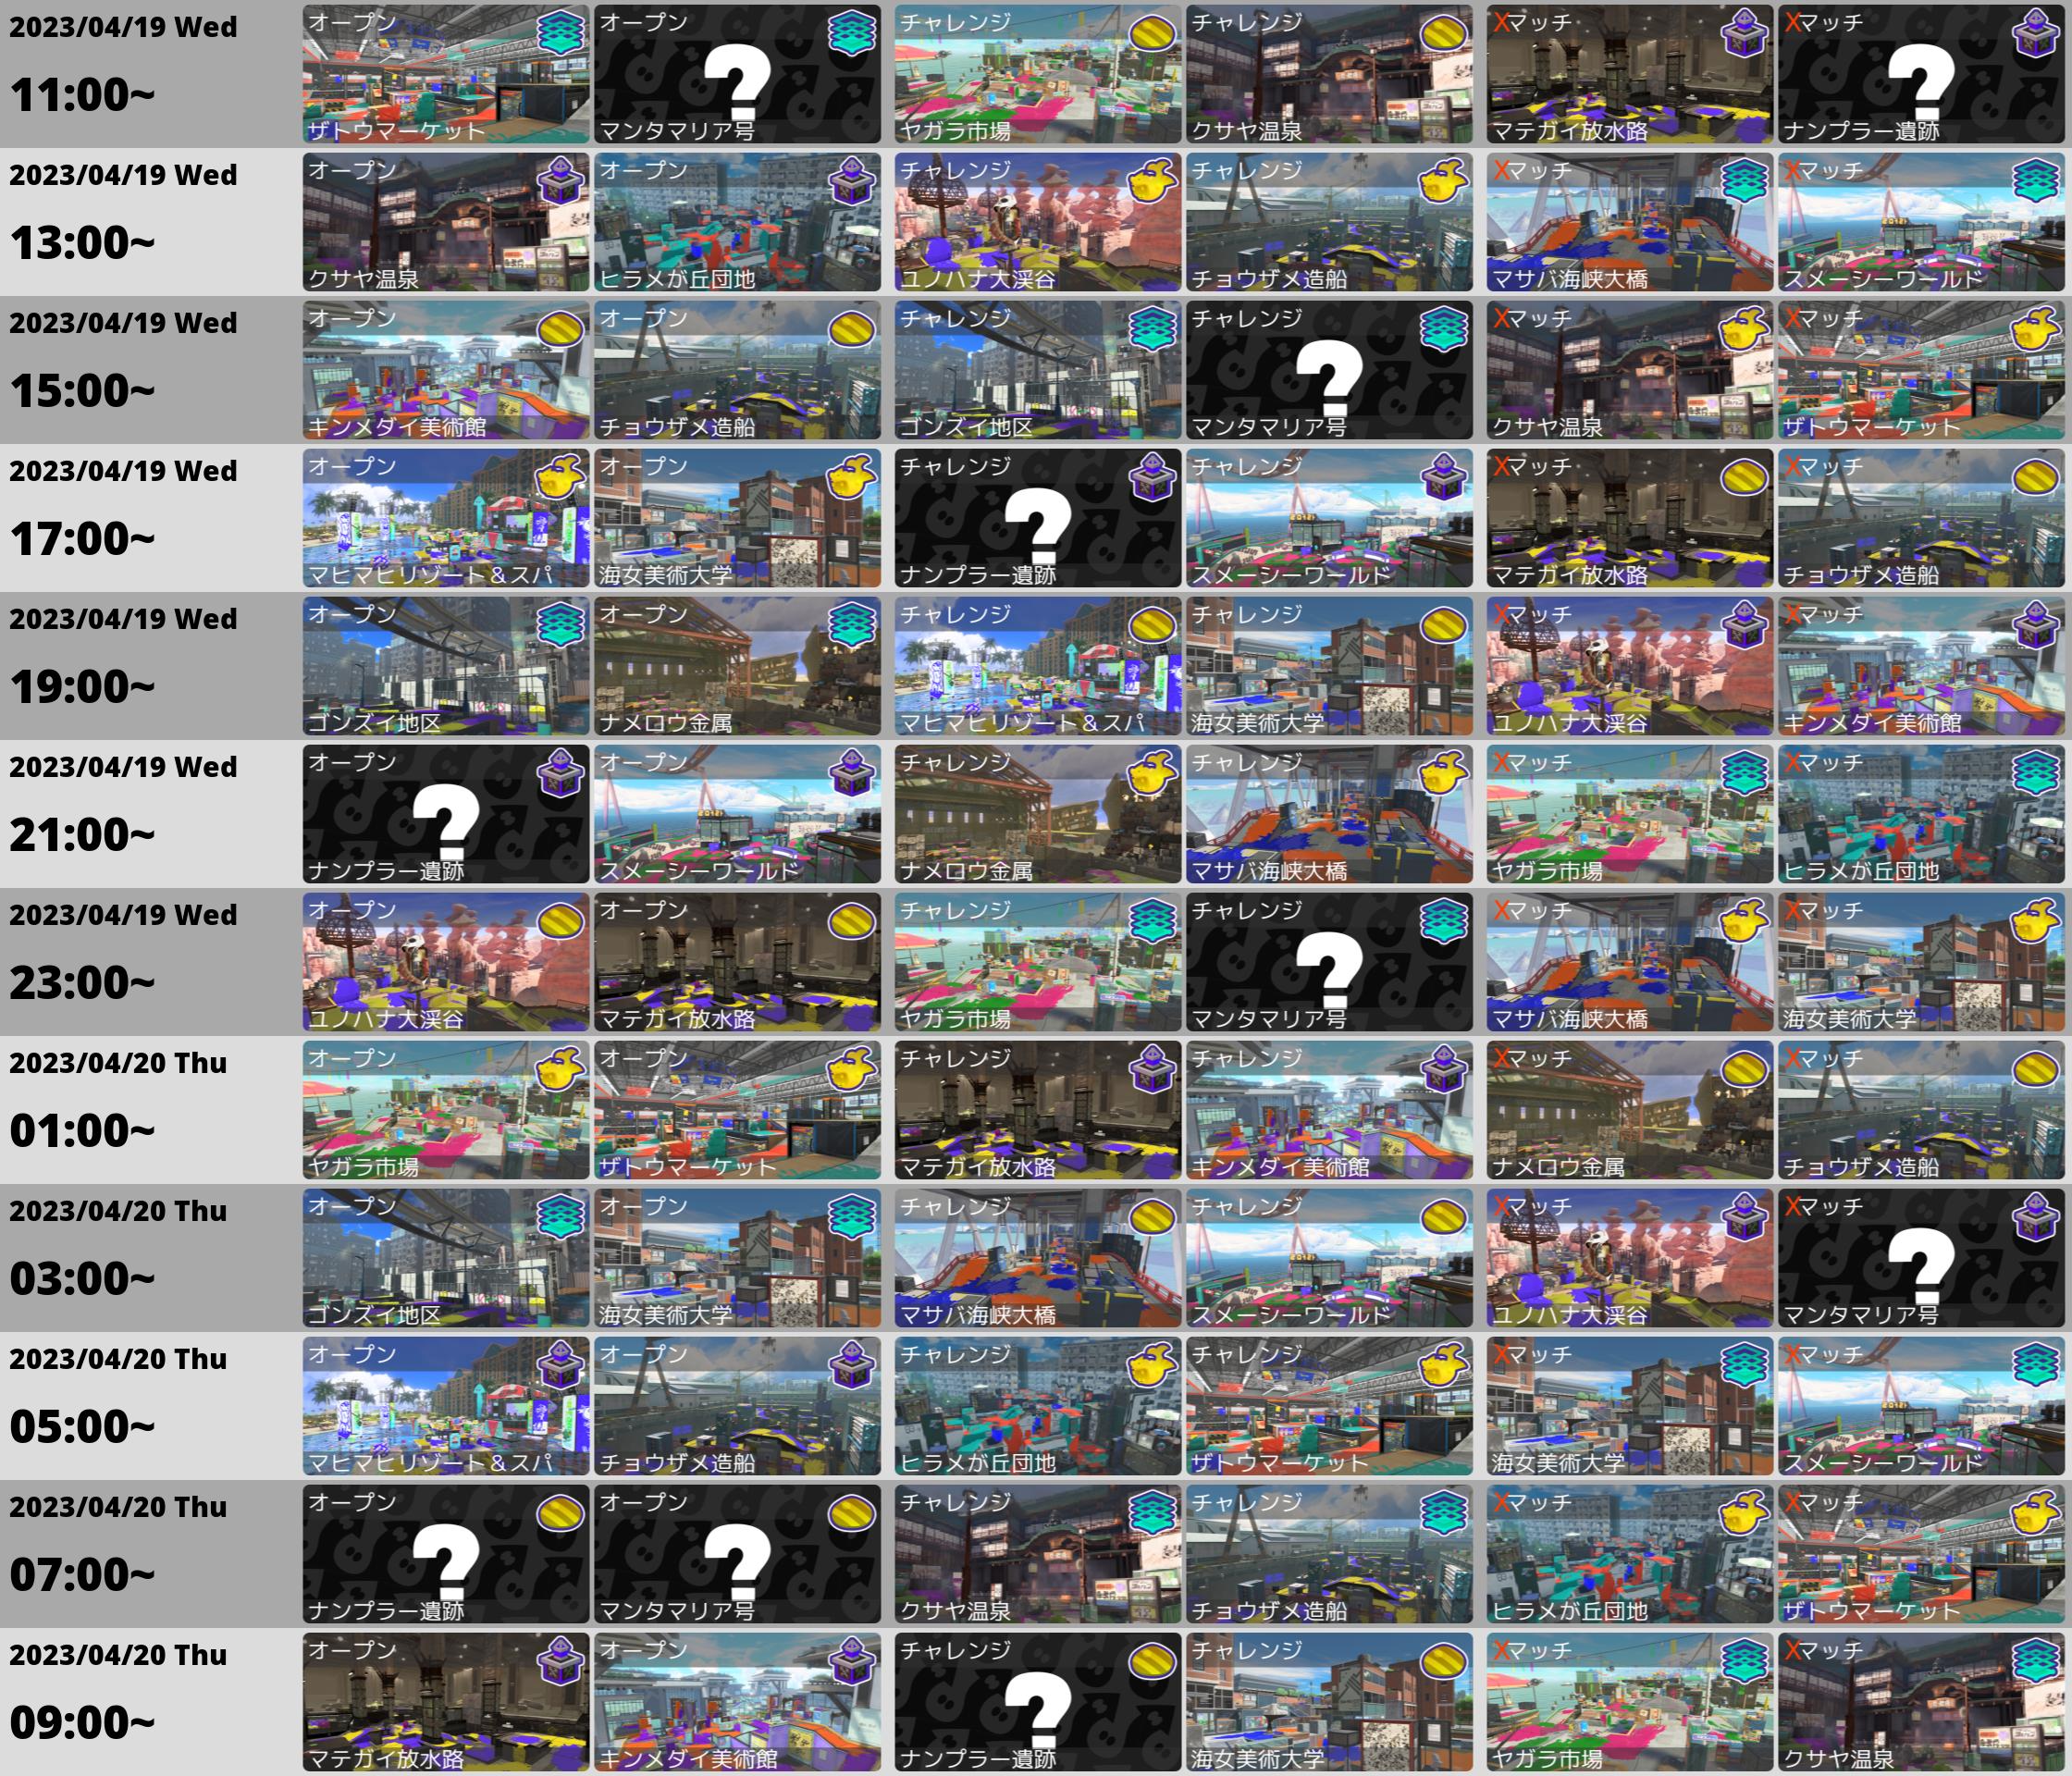 2023/04/19 Wed
11:00~
オープン
ザトウマーケット
オープン
マンタマリア号
チャレンジ
ヤガラ市場
チャレンジ
クサヤ温泉
Xマッチ
マテガイ放水路
Xマッチ
ナンプラー遺跡
2023/04/19 Wed
13:00~
オープン
クサヤ温泉
オープン
ヒラメが丘団地
チャレンジ
ユノハナ大渓谷
チャレンジ
チョウザメ造船
Xマッチ
マサバ海峡大橋
Xマッチ
スメーシーワールド
2023/04/19 Wed
15:00~
オープン
キンメダイ美術館
オープン
チョウザメ造船
チャレンジ
ゴンズイ地区
チャレンジ
マンタマリア号
Xマッチ
クサヤ温泉
Xマッチ
ザトウマーケット
2023/04/19 Wed
17:00~
オープン
マヒマヒリゾート＆スパ
オープン
海女美術大学
チャレンジ
ナンプラー遺跡
チャレンジ
スメーシーワールド
Xマッチ
マテガイ放水路
Xマッチ
チョウザメ造船
2023/04/19 Wed
19:00~
オープン
ゴンズイ地区
オープン
ナメロウ金属
チャレンジ
マヒマヒリゾート＆スパ
チャレンジ
海女美術大学
Xマッチ
ユノハナ大渓谷
Xマッチ
キンメダイ美術館
2023/04/19 Wed
21:00~
オープン
ナンプラー遺跡
オープン
スメーシーワールド
チャレンジ
ナメロウ金属
チャレンジ
マサバ海峡大橋
Xマッチ
ヤガラ市場
Xマッチ
ヒラメが丘団地
2023/04/19 Wed
23:00~
オープン
ユノハナ大渓谷
オープン
マテガイ放水路
チャレンジ
ヤガラ市場
チャレンジ
マンタマリア号
Xマッチ
マサバ海峡大橋
Xマッチ
海女美術大学
2023/04/20 Thu
01:00~
オープン
ヤガラ市場
オープン
ザトウマーケット
チャレンジ
マテガイ放水路
チャレンジ
キンメダイ美術館
Xマッチ
ナメロウ金属
Xマッチ
チョウザメ造船
2023/04/20 Thu
03:00~
オープン
ゴンズイ地区
オープン
海女美術大学
チャレンジ
マサバ海峡大橋
チャレンジ
スメーシーワールド
Xマッチ
ユノハナ大渓谷
Xマッチ
マンタマリア号
2023/04/20 Thu
05:00~
オープン
マヒマヒリゾート＆スパ
オープン
チョウザメ造船
チャレンジ
ヒラメが丘団地
チャレンジ
ザトウマーケット
Xマッチ
海女美術大学
Xマッチ
スメーシーワールド
2023/04/20 Thu
07:00~
オープン
ナンプラー遺跡
オープン
マンタマリア号
チャレンジ
クサヤ温泉
チャレンジ
チョウザメ造船
Xマッチ
ヒラメが丘団地
Xマッチ
ザトウマーケット
2023/04/20 Thu
09:00~
オープン
マテガイ放水路
オープン
キンメダイ美術館
チャレンジ
ナンプラー遺跡
チャレンジ
海女美術大学
Xマッチ
ヤガラ市場
Xマッチ
クサヤ温泉